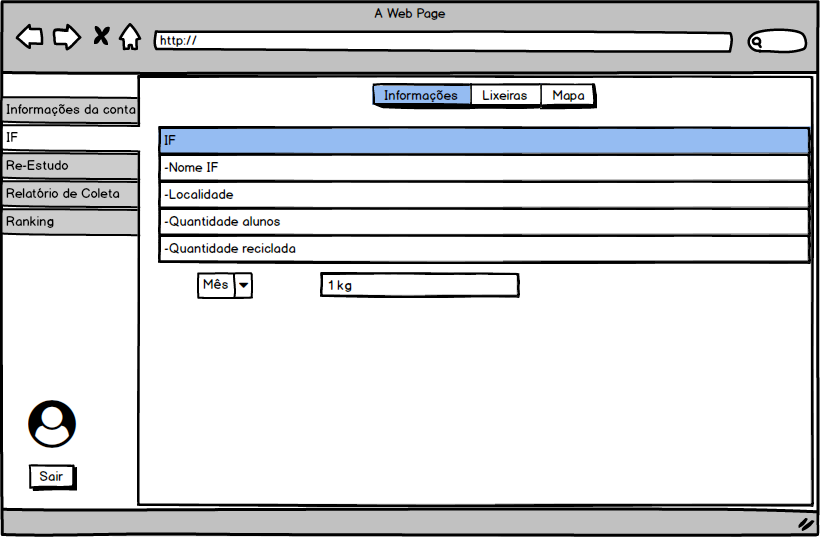 A Web Page
http://
Informações Lixeiras Mapa
Informações da conta
IF
Re-Estudo
Relatório de Coleta
Ranking
IF
-Nome IF
-Localidade
-Quantidade alunos
-Quantidade reciclada
Mês 1 kg
Sair